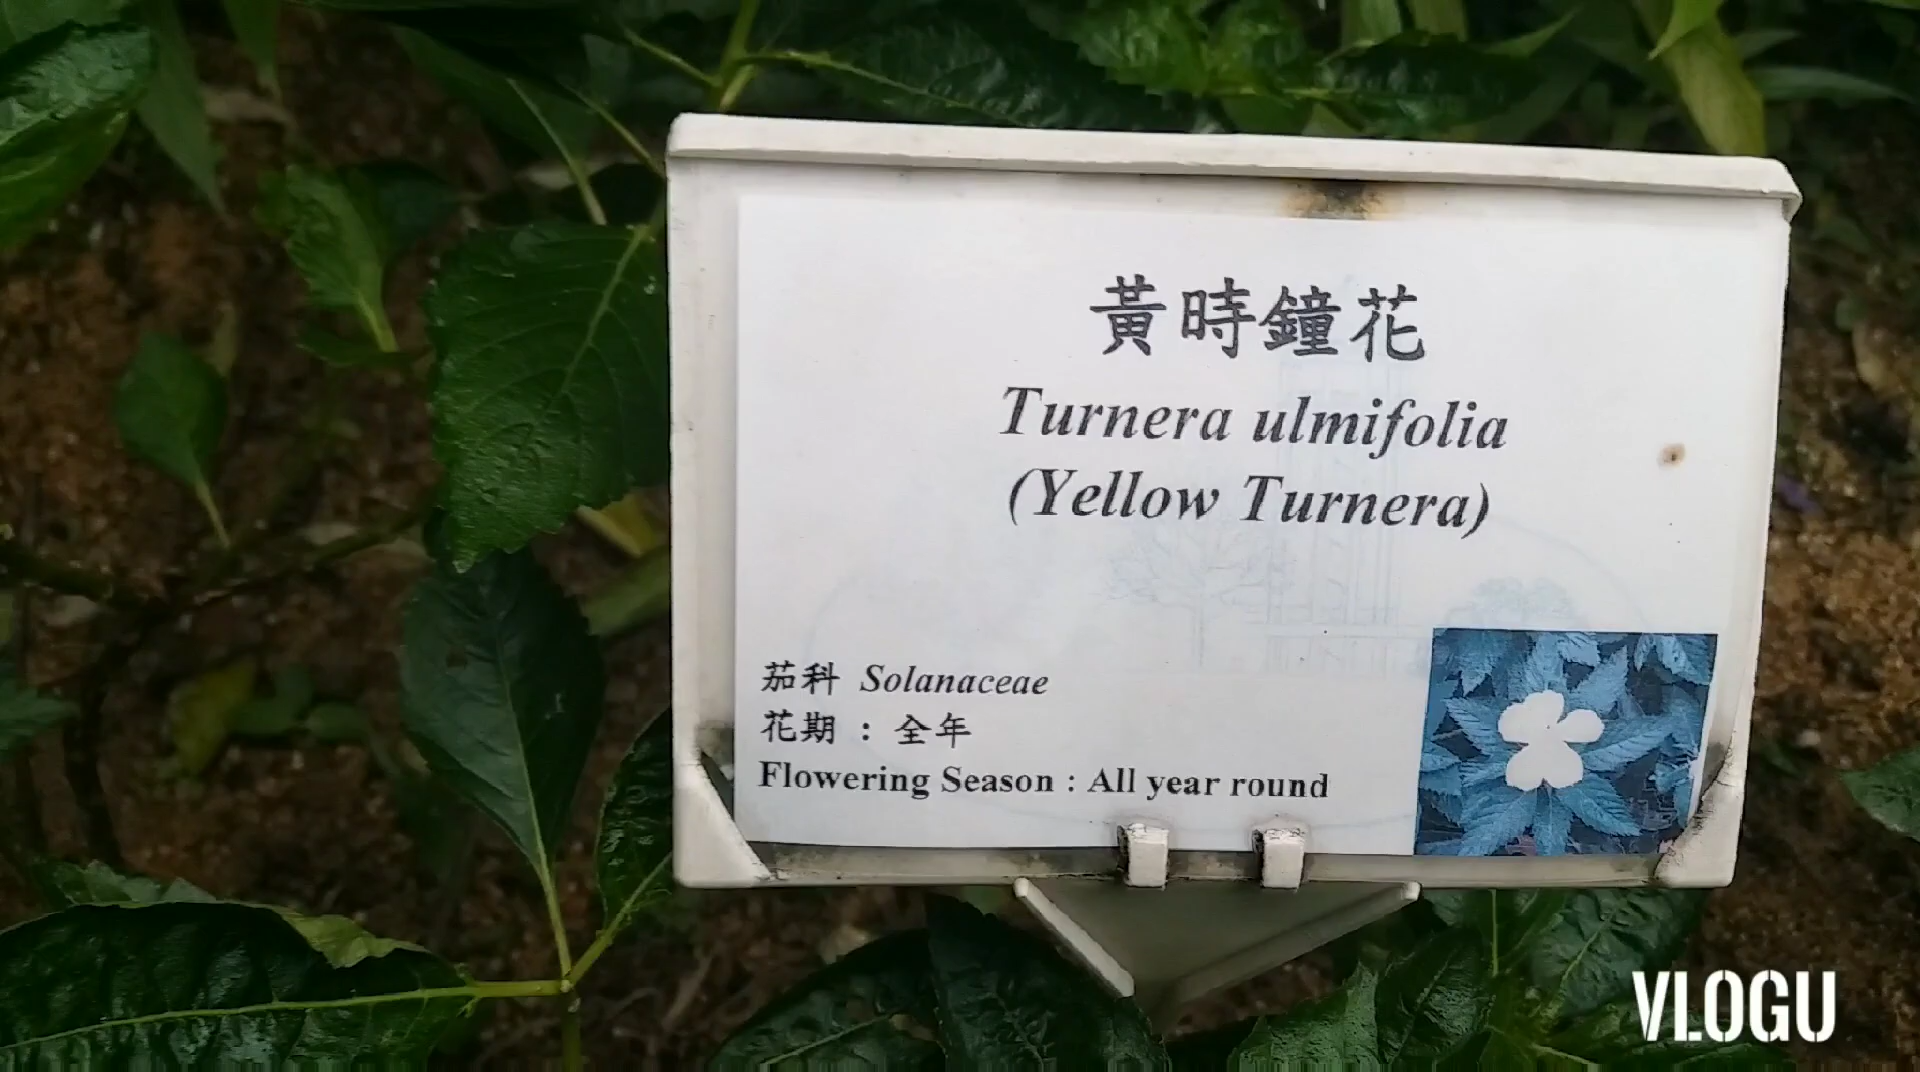 黃時鐘花
Turnera ulmifolia
(Yellow Turnera)
茄科 Solanaceae
花期 : 全年
Flowering Season : All year round
VLOGU